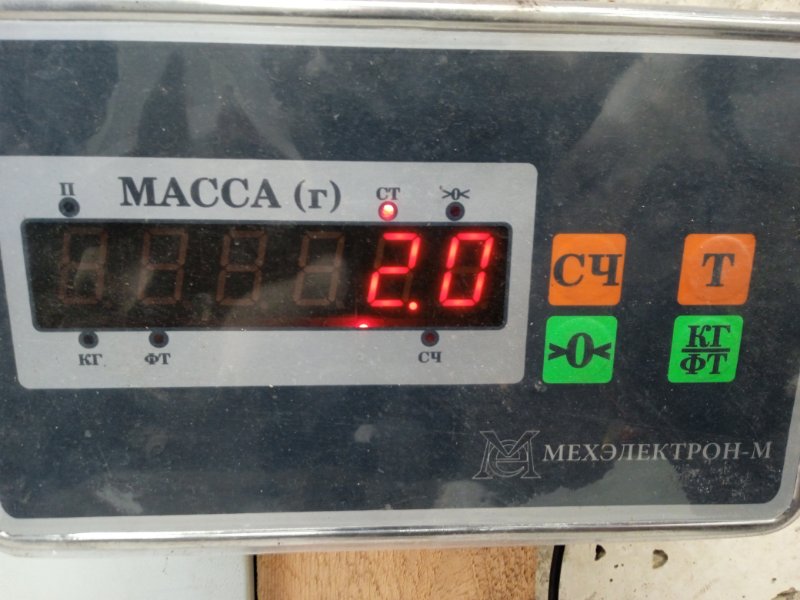 П МАССА (г) СТ >0<
2.0
КГ ФТ СЧ
СЧ Т
>0< КГ/ФТ
МЕХЭЛЕКТРОН-М